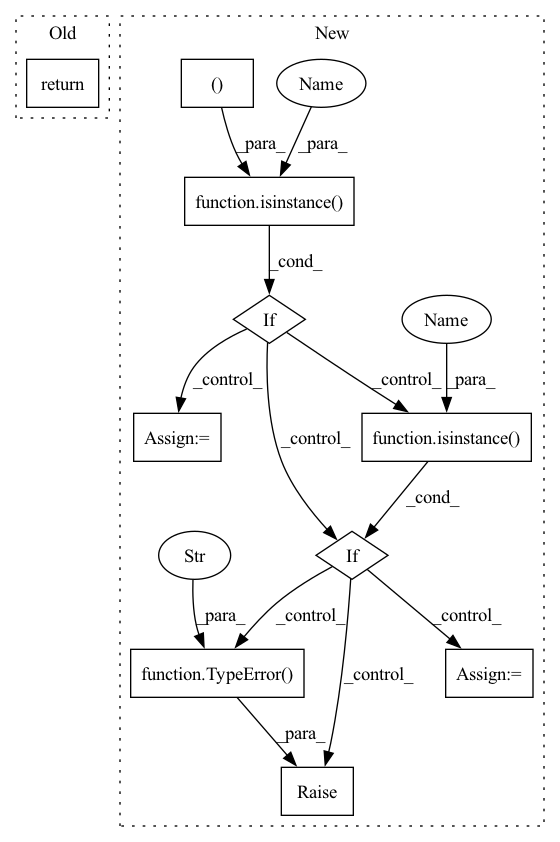 Old
New
return
()
Name
_para_
_para_
function.isinstance()
_cond_
If
Name
_control_
_control_
_para_
Assign:=
_control_
function.isinstance()
_cond_
Str
If
_para_
_control_
_control_
function.TypeError()
_control_
Assign:=
_para_
Raise